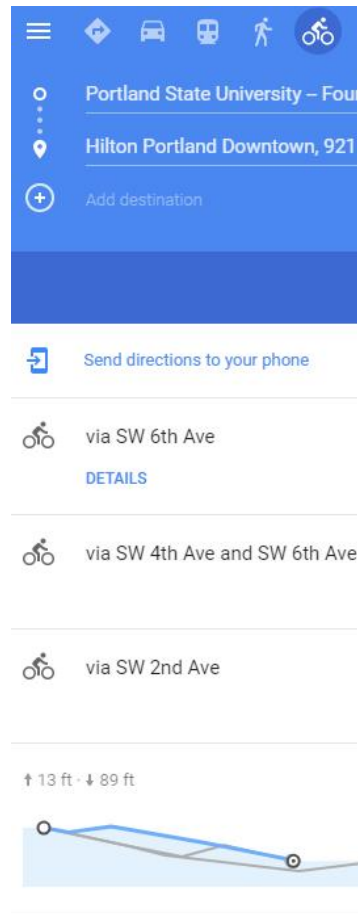 Portland State University – Four
Hilton Portland Downtown, 921
Add destination
Send directions to your phone
via SW 6th Ave
DETAILS
via SW 4th Ave and SW 6th Ave
via SW 2nd Ave
↑ 13 ft · ↓ 89 ft